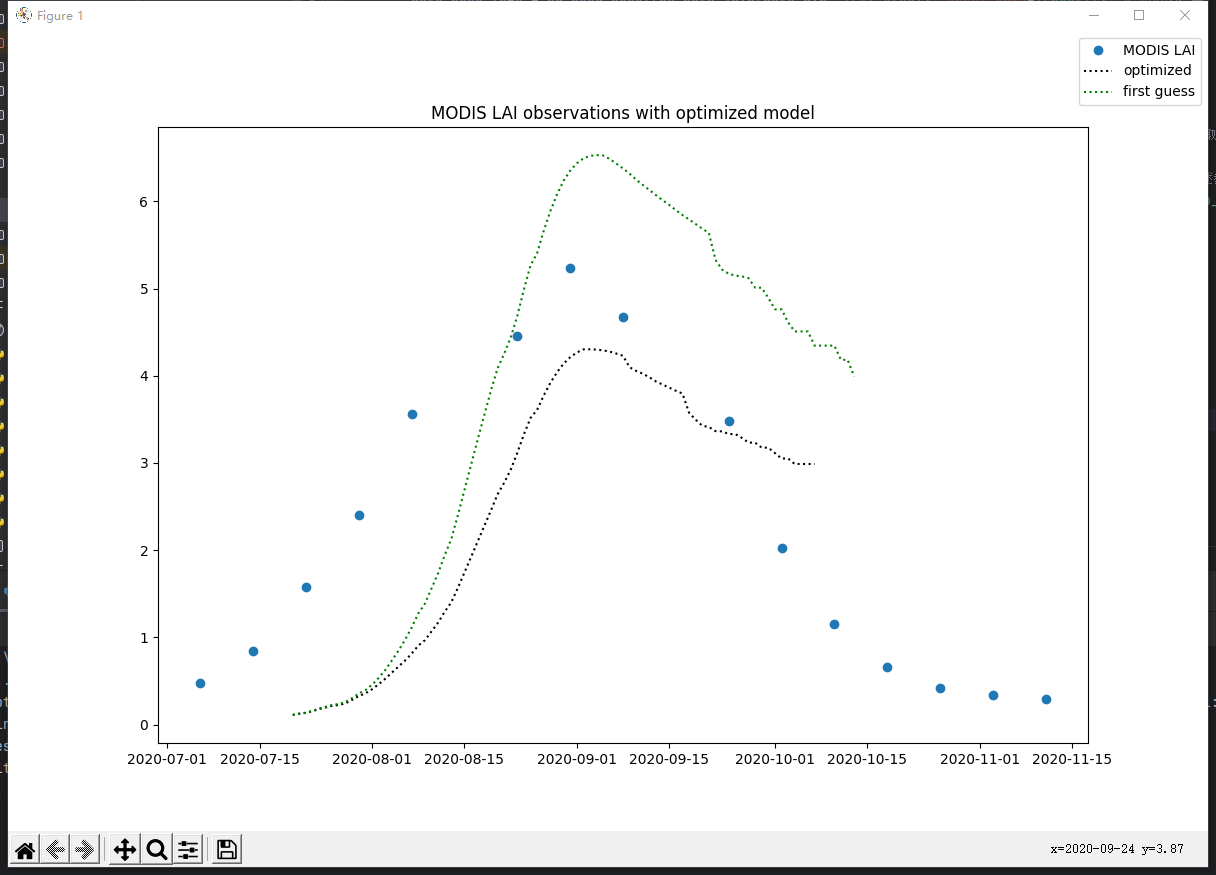 Figure 1
MODIS LAI
optimized
first guess
MODIS LAI observations with optimized model
6
5
4
3
2
1
0
2020-07-01 2020-07-15 2020-08-01 2020-08-15 2020-09-01 2020-09-15 2020-10-01 2020-10-15 2020-11-01 2020-11-15
x=2020-09-24 y=3.87